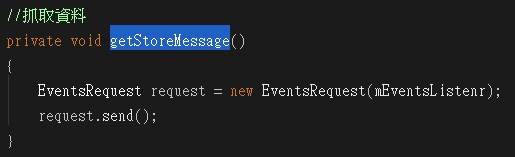 //抓取資料
private void getStoreMessage()
{
EventsRequest request = new EventsRequest(mEventsListenr);
request.send();
}